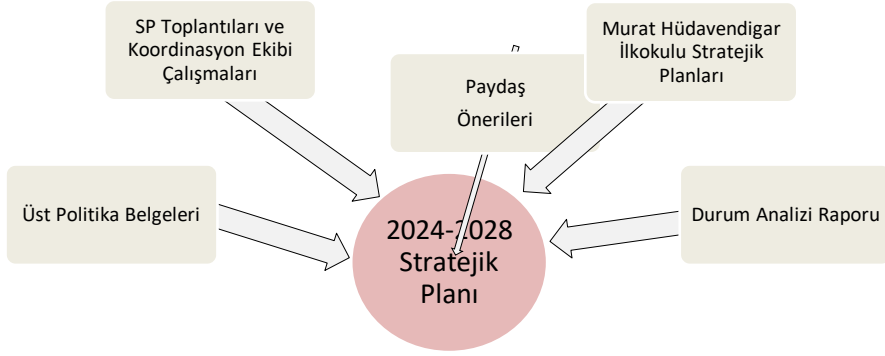 SP Toplantıları ve
Koordinasyon Ekibi
Çalışmaları
Paydaş
Önerileri
Murat Hüdavendigar
İlkokulu Stratejik
Planları
Üst Politika Belgeleri
Durum Analizi Raporu
2024-2028
Stratejik
Planı